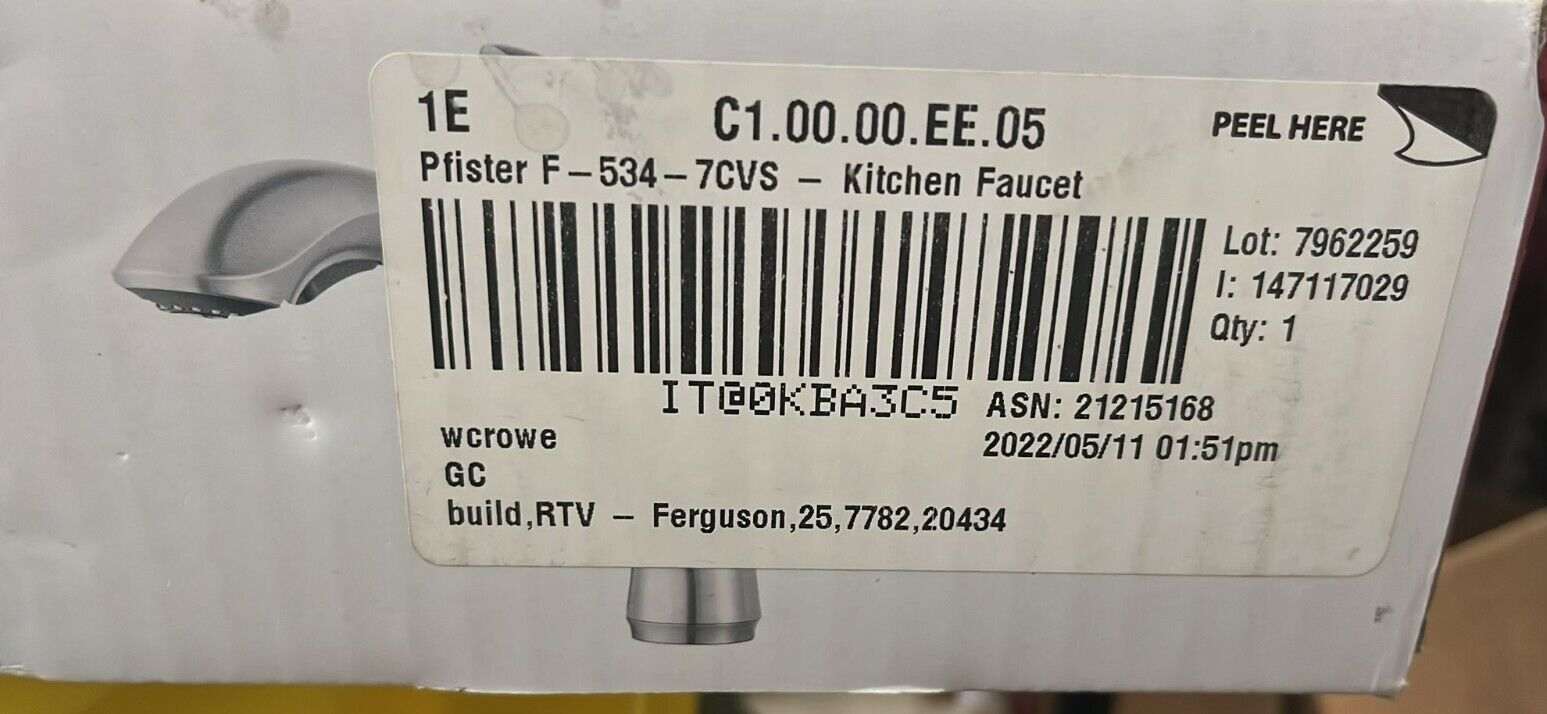 1E
C1.00.00.EE.05
PEEL HERE
Pfister F-534-7CVS - Kitchen Faucet
Lot: 7962259
I: 147117029
Qty: 1
IT@0KBA3C5
ASN: 21215168
2022/05/11 01:51pm
wcrowe
GC
build,RTV - Ferguson,25,7782,20434